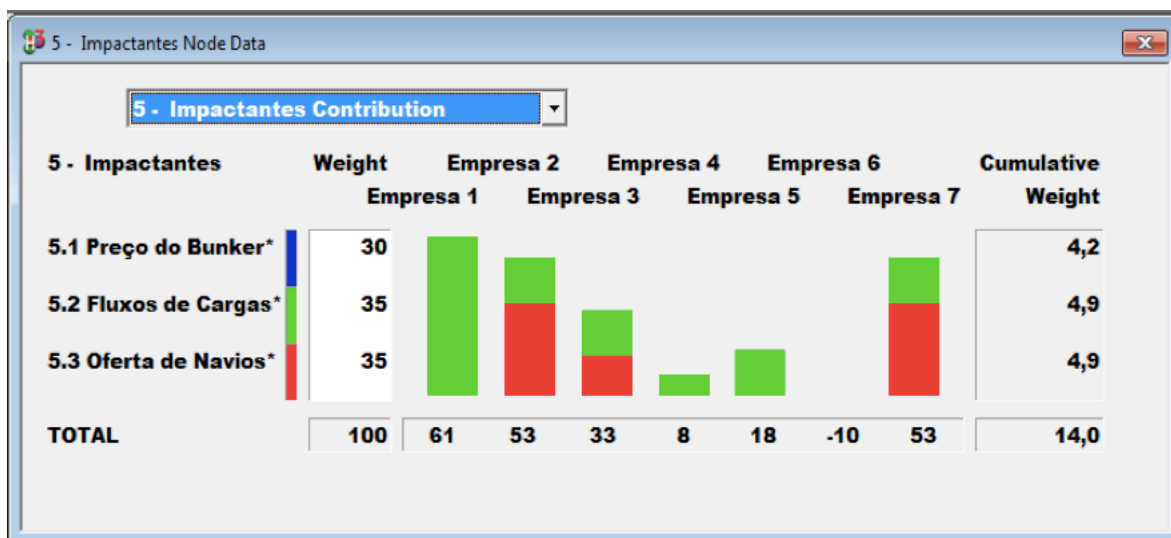 5 - Impactantes Node Data
5 - Impactantes Contribution
5 - Impactantes Weight Empresa 2 Empresa 4 Empresa 6 Cumulative
Empresa 1 Empresa 3 Empresa 5 Empresa 7 Weight
5.1 Preço do Bunker* 30 4,2
5.2 Fluxos de Cargas* 35 4,9
5.3 Oferta de Navios* 35 4,9
TOTAL 100 61 53 33 8 18 -10 53 14,0